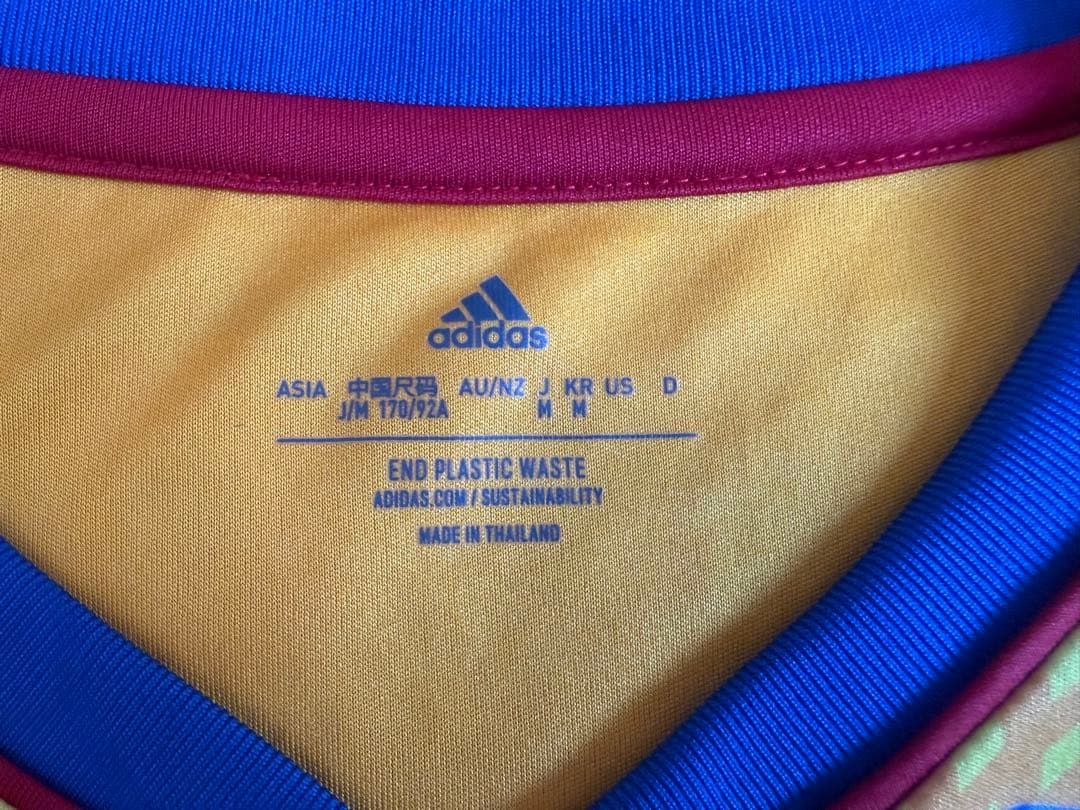 adidas
ASIA 中国尺码 AU/NZ J KR US D
J/M 170/92A M M
END PLASTIC WASTE
ADIDAS.COM / SUSTAINABILITY
MADE IN THAILAND